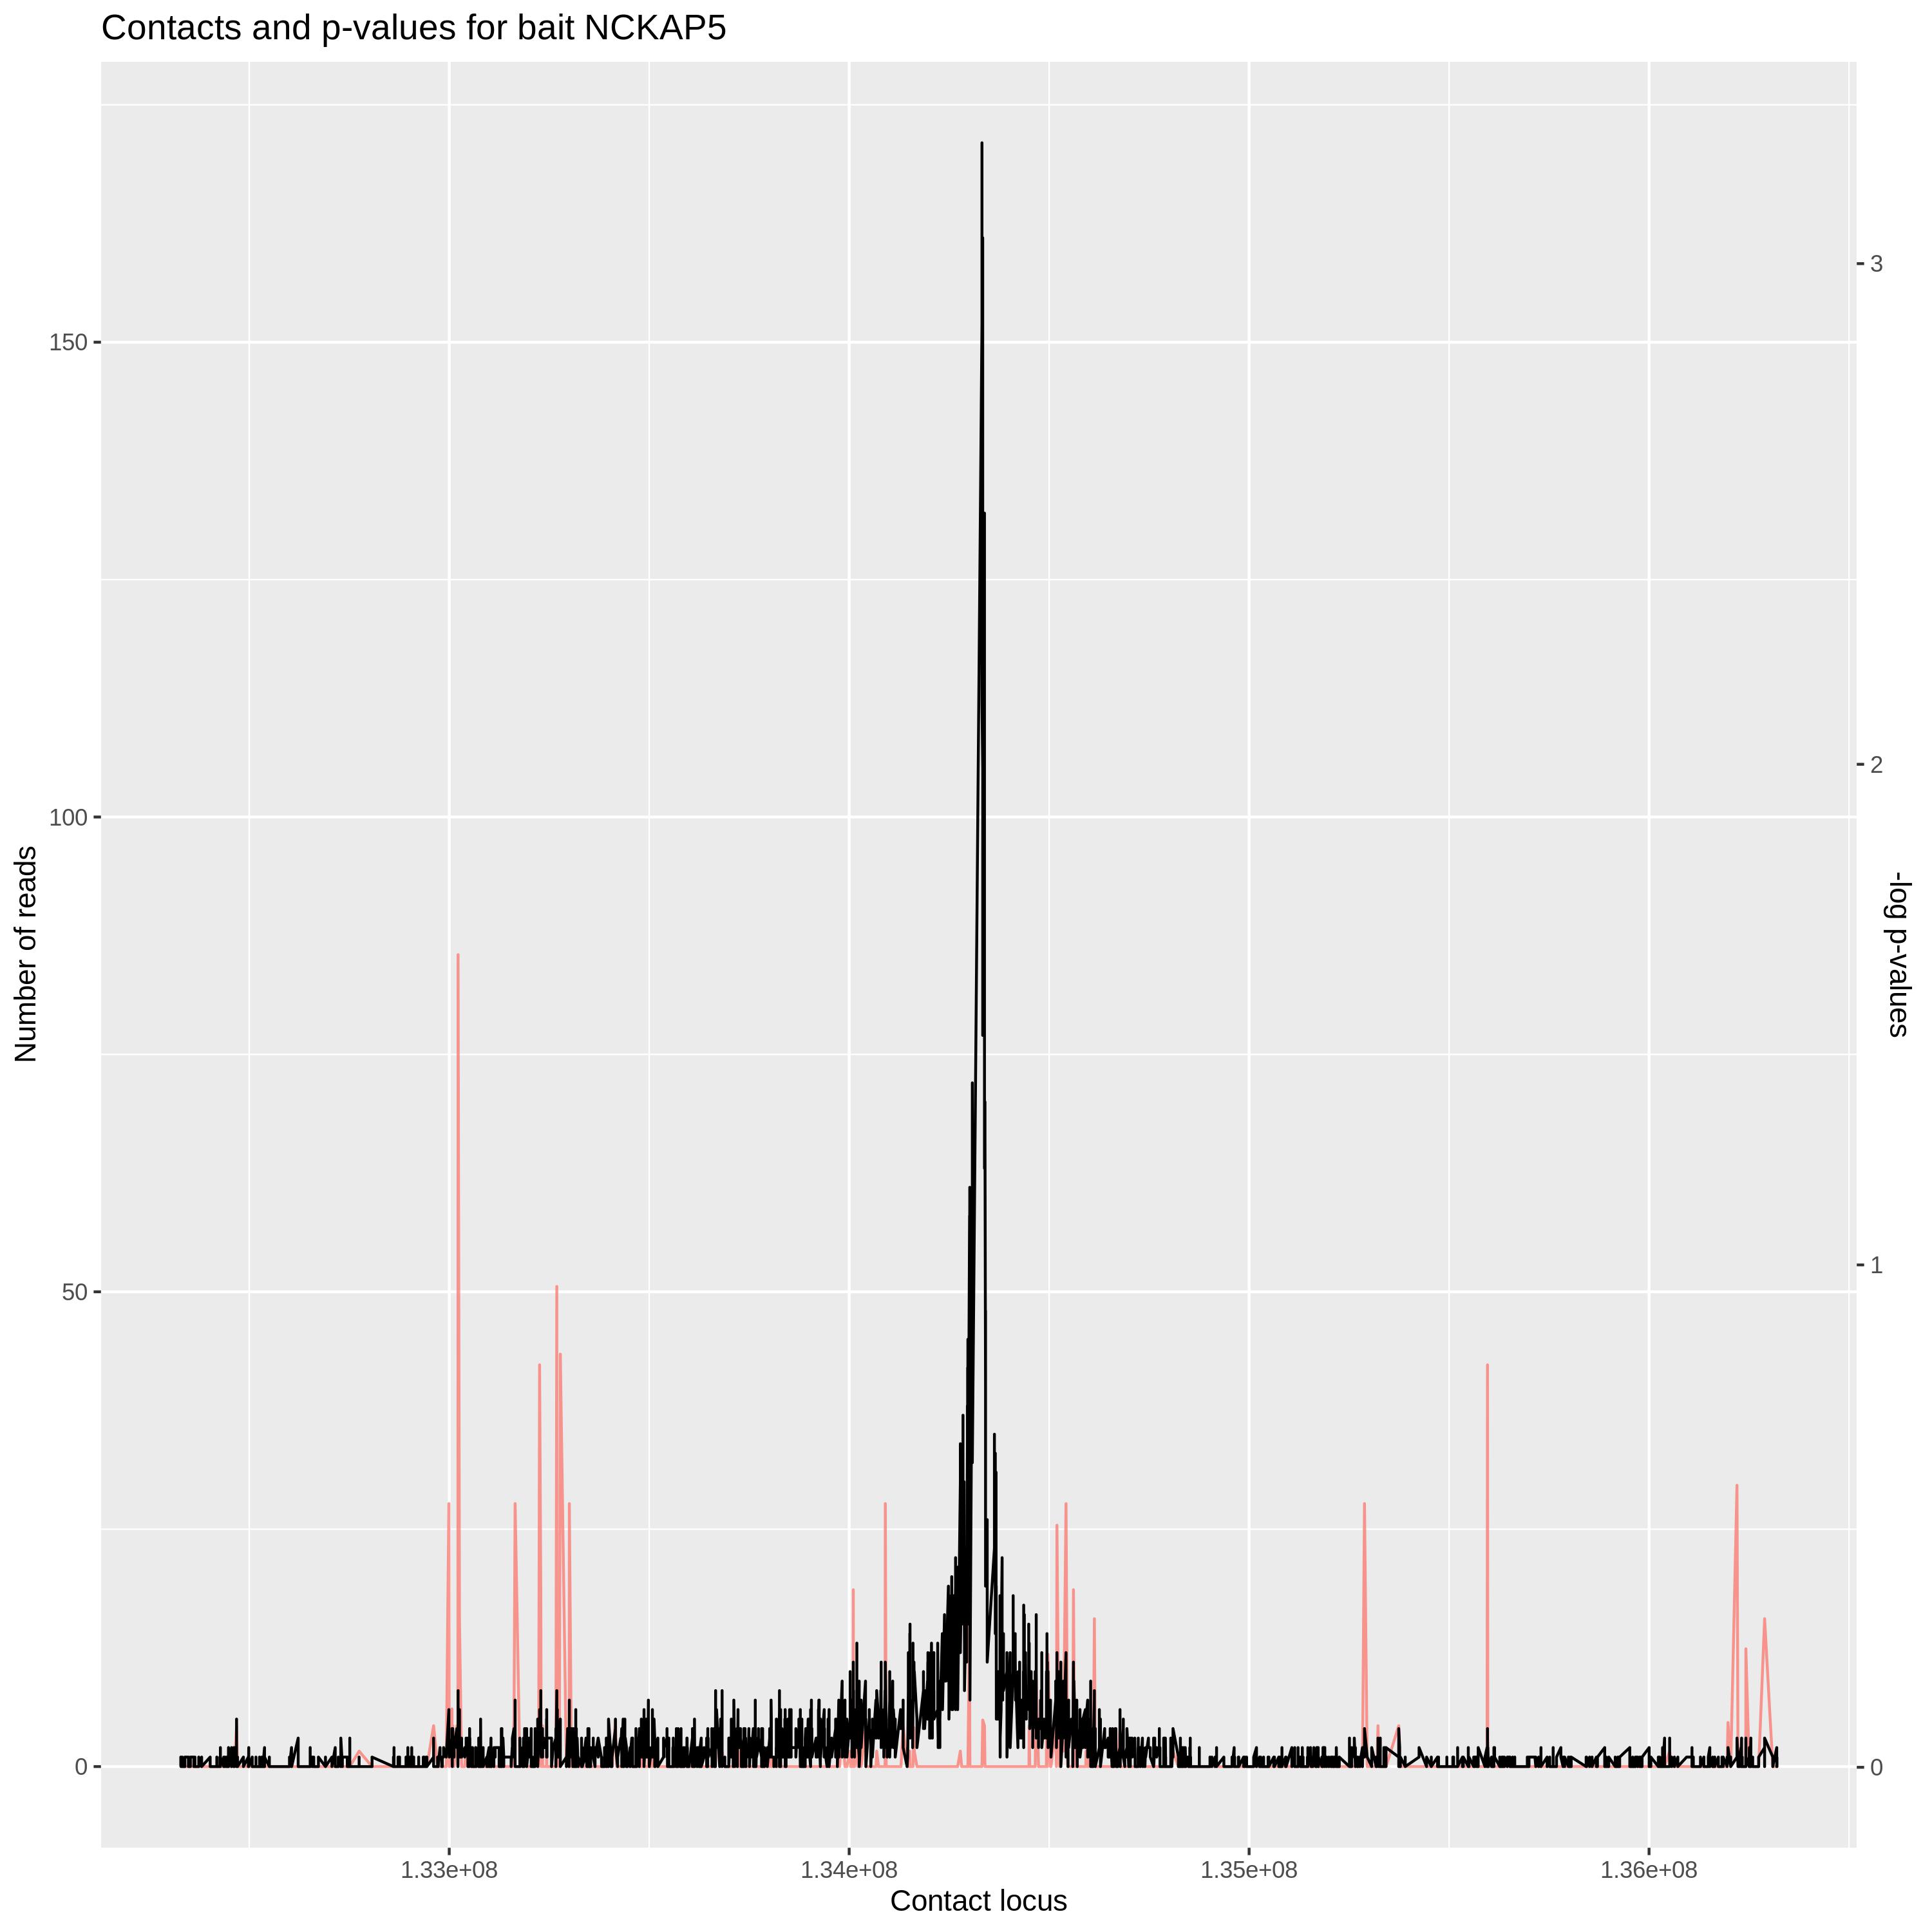 Contacts and p-values for bait NCKAP5
150
100
50
0
3
2
1
0
Number of reads
-log p-values
1.33e+08
1.34e+08
1.35e+08
1.36e+08
Contact locus